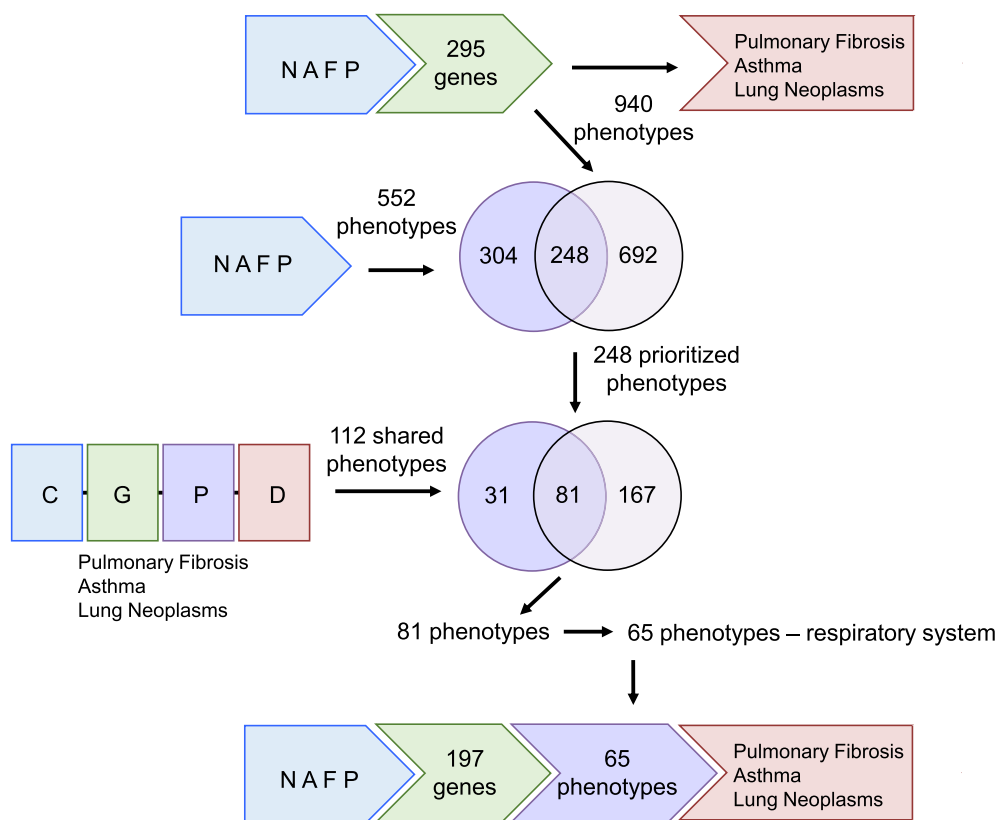 N A F P
295
genes
Pulmonary Fibrosis
Asthma
Lung Neoplasms
940
phenotypes
552
phenotypes
N A F P
304
248
692
248 prioritized
phenotypes
112 shared
phenotypes
C
G
P
D
Pulmonary Fibrosis
Asthma
Lung Neoplasms
31
81
167
81 phenotypes
65 phenotypes – respiratory system
N A F P
197
genes
65
phenotypes
Pulmonary Fibrosis
Asthma
Lung Neoplasms